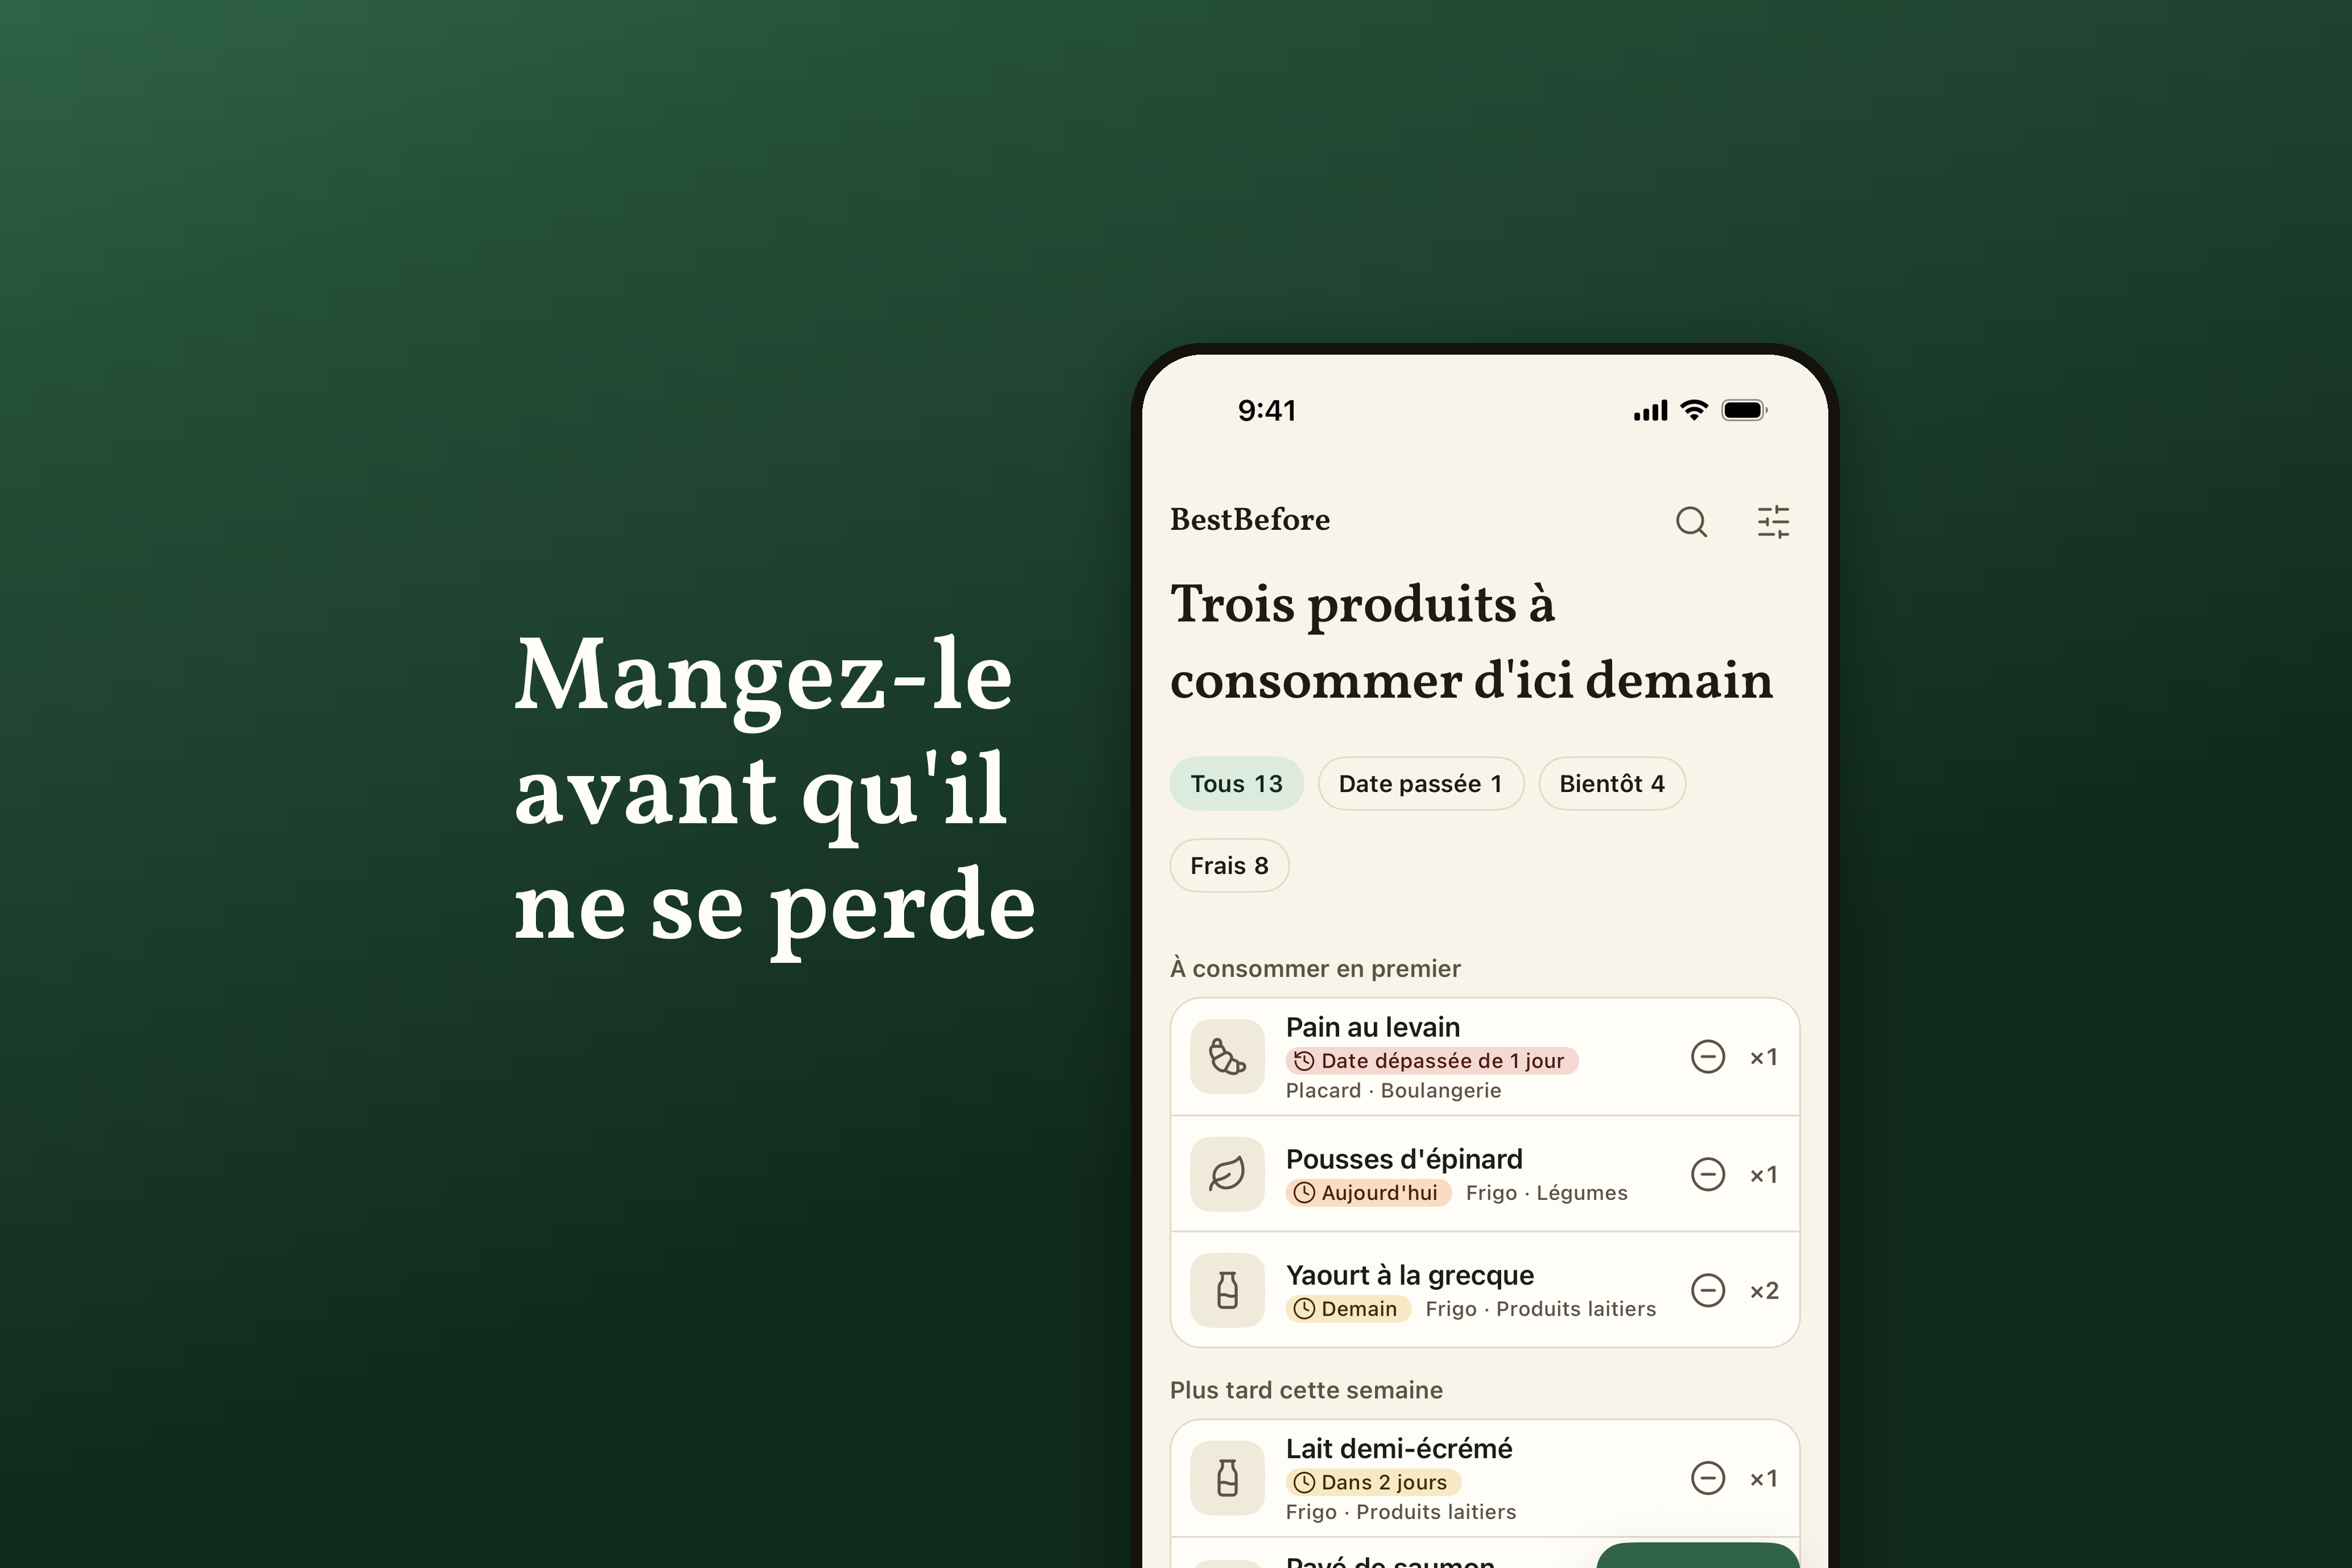 Mangez-le
avant qu'il
ne se perde
9:41
BestBefore
Trois produits à
consommer d'ici demain
Tous 13
Date passée 1
Bientôt 4
Frais 8
À consommer en premier
Pain au levain
Date dépassée de 1 jour
Placard · Boulangerie
×1
Pousses d'épinard
Aujourd'hui Frigo · Légumes
×1
Yaourt à la grecque
Demain Frigo · Produits laitiers
×2
Plus tard cette semaine
Lait demi-écrémé
Dans 2 jours
Frigo · Produits laitiers
×1
Pavé de saumon